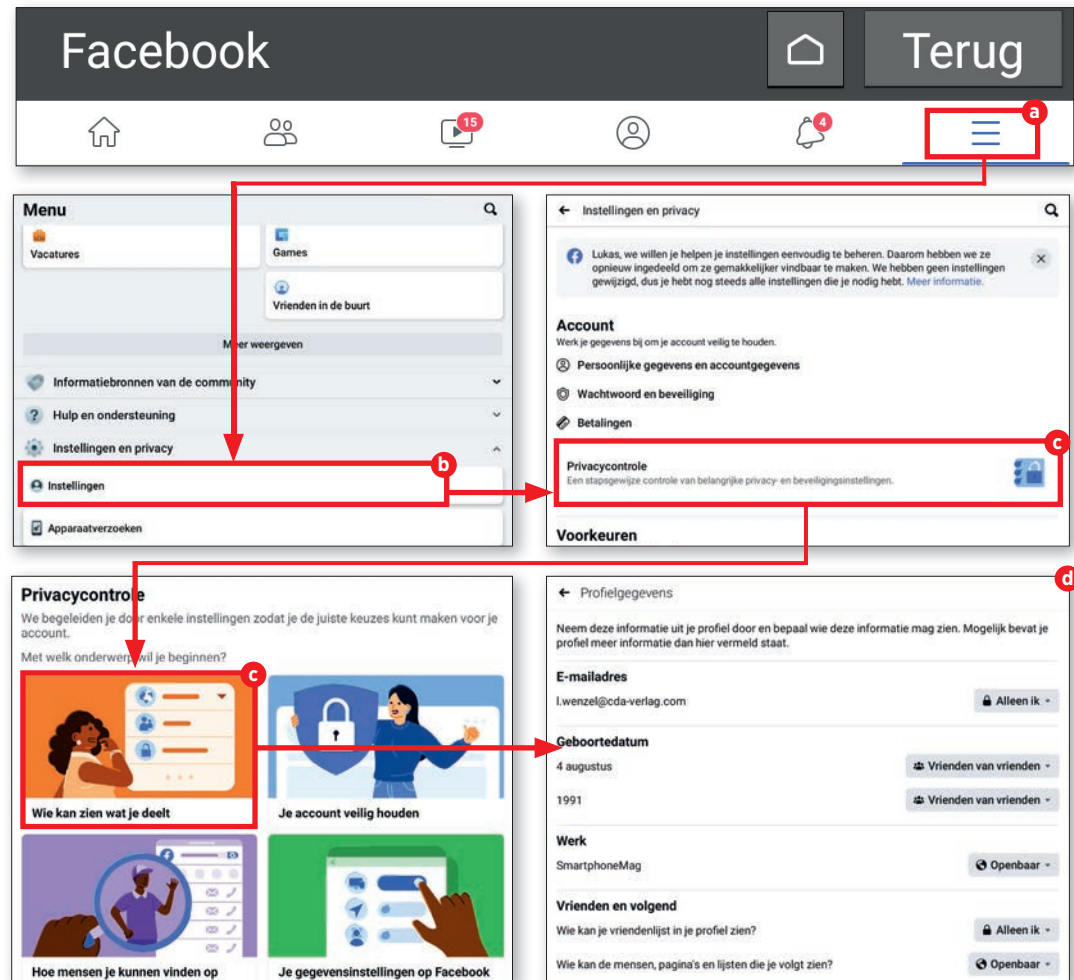 Facebook
Terug
15
4
a
Menu
Vacatures
Games
Vrienden in de buurt
Meer weergeven
Informatiebronnen van de community
Hulp en ondersteuning
Instellingen en privacy
b
Instellingen
Apparaatverzoeken
Instellingen en privacy
Lukas, we willen je helpen je instellingen eenvoudig te beheren. Daarom hebben we ze
opnieuw ingedeeld om ze gemakkelijker vindbaar te maken. We hebben geen instellingen
gewijzigd, dus je hebt nog steeds alle instellingen die je nodig hebt. Meer informatie.
Account
Werk je gegevens bij om je account veilig te houden.
Persoonlijke gegevens en accountgegevens
Wachtwoord en beveiliging
Betalingen
c
Privacycontrole
Een stapsgewijze controle van belangrijke privacy- en beveiligingsinstellingen.
Voorkeuren
Privacycontrole
We begeleiden je door enkele instellingen zodat je de juiste keuzes kunt maken voor je
account.
Met welk onderwerp wil je beginnen?
c
Wie kan zien wat je deelt
Je account veilig houden
Hoe mensen je kunnen vinden op
Je gegevensinstellingen op Facebook
d
Profielgegevens
Neem deze informatie uit je profiel door en bepaal wie deze informatie mag zien. Mogelijk bevat je
profiel meer informatie dan hier vermeld staat.
E-mailadres
l.wenzel@cda-verlag.com
Alleen ik
Geboortedatum
4 augustus
Vrienden van vrienden
1991
Vrienden van vrienden
Werk
SmartphoneMag
Openbaar
Vrienden en volgend
Wie kan je vriendenlijst in je profiel zien?
Alleen ik
Wie kan de mensen, pagina's en lijsten die je volgt zien?
Openbaar